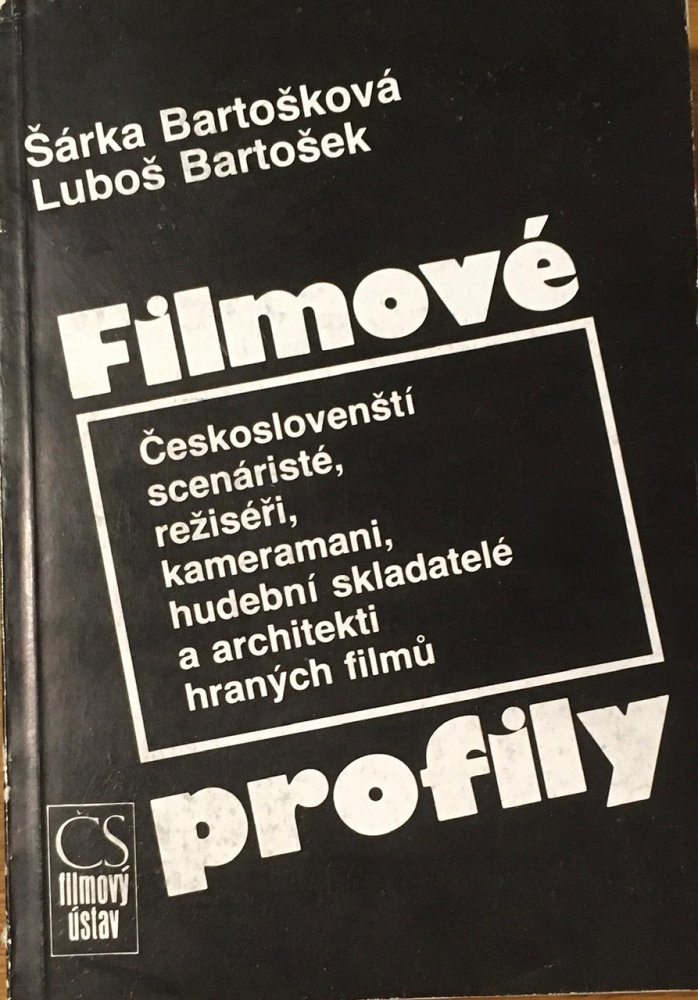 Šárka Bartošková
Luboš Bartošek
Filmové
Českoslovenští
scenáristé,
režiséři,
kameramani,
hudební skladatelé
a architekti
hraných filmů
profily
ČS
filmový
ústav